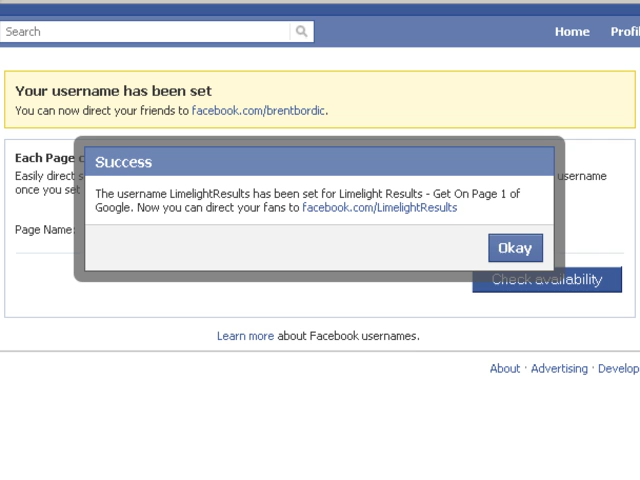 Search
Home Profil
Your username has been set
You can now direct your friends to facebook.com/brentbordic.
Each Page
Success
Easily direct username
once you set
The username LimelightResults has been set for Limelight Results - Get On Page 1 of
Google. Now you can direct your fans to facebook.com/LimelightResults
Page Name:
Okay
Check availability
Learn more about Facebook usernames.
About · Advertising · Develop